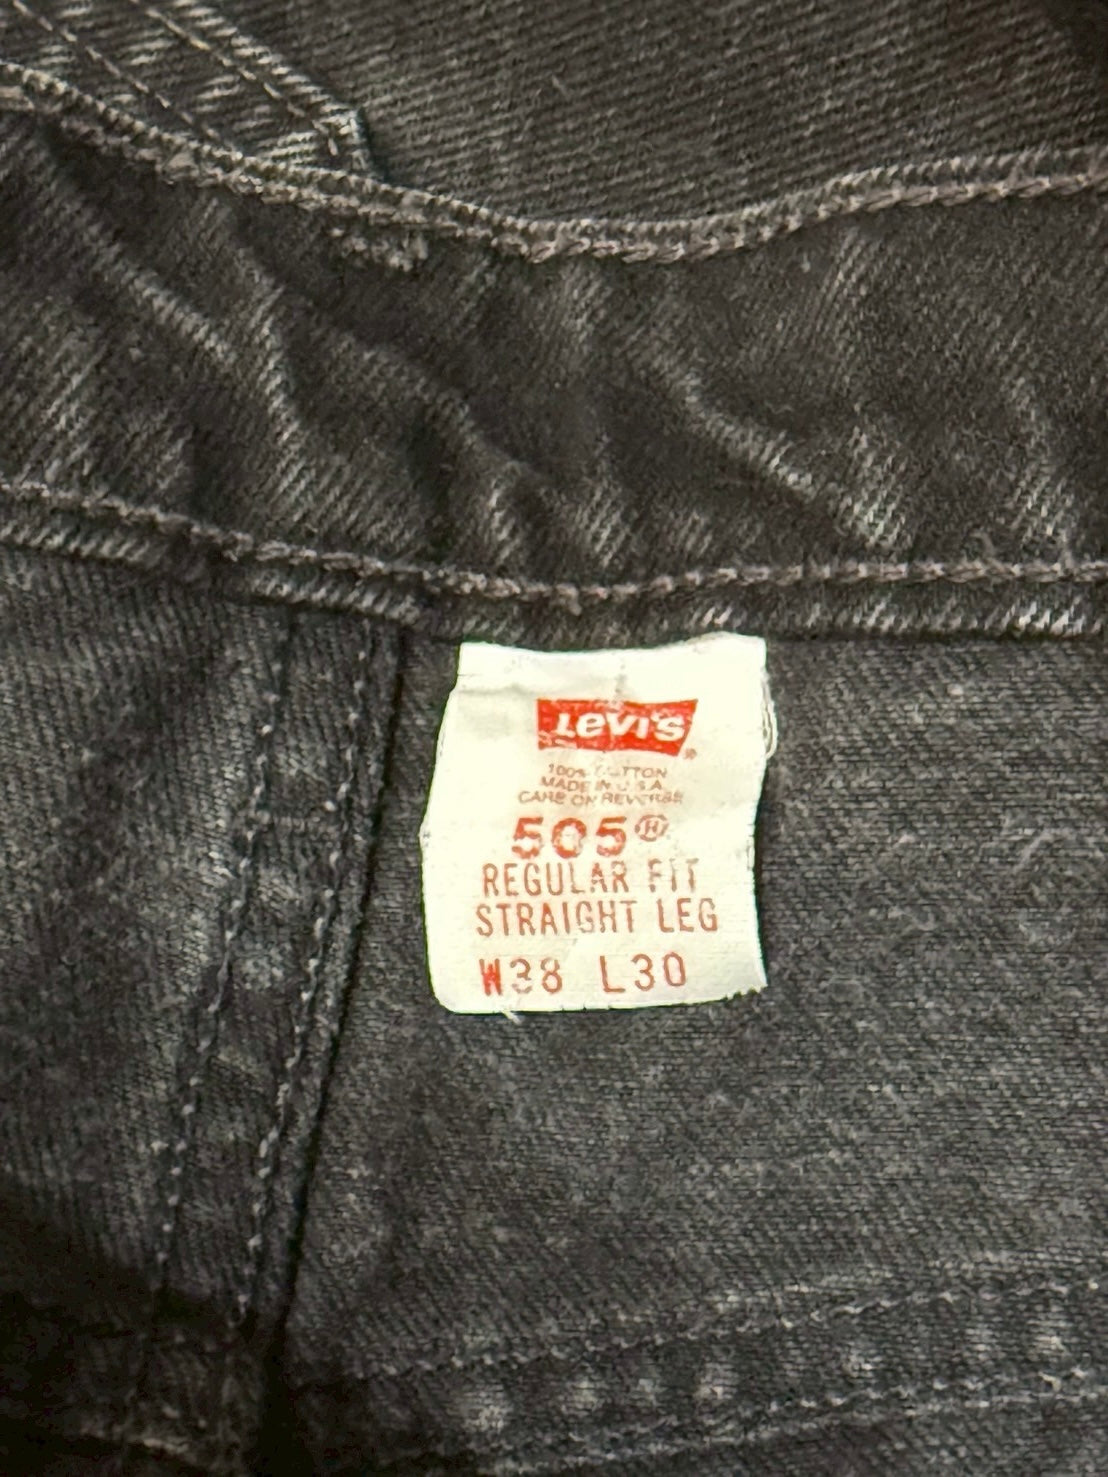 Levi's®
100% COTTON
MADE IN U.S.A.
CARE ON REVERSE
505®
REGULAR FIT
STRAIGHT LEG
W38 L30